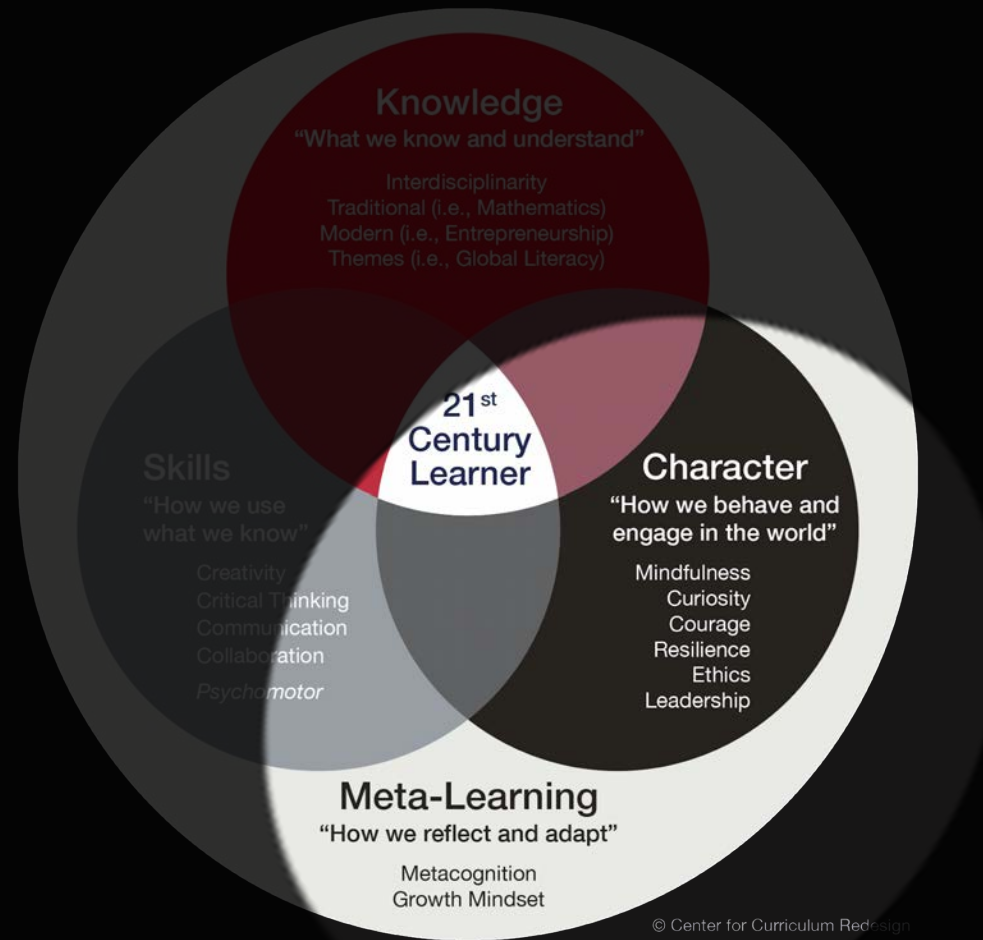 Knowledge
“What we know and understand”
Interdisciplinarity
Traditional (i.e., Mathematics)
Modern (i.e., Entrepreneurship)
Themes (i.e., Global Literacy)
21st
Century
Learner
Skills
“How we use
what we know”
Creativity
Critical Thinking
Communication
Collaboration
Psychomotor
Character
“How we behave and
engage in the world”
Mindfulness
Curiosity
Courage
Resilience
Ethics
Leadership
Meta-Learning
“How we reflect and adapt”
Metacognition
Growth Mindset
© Center for Curriculum Redesign